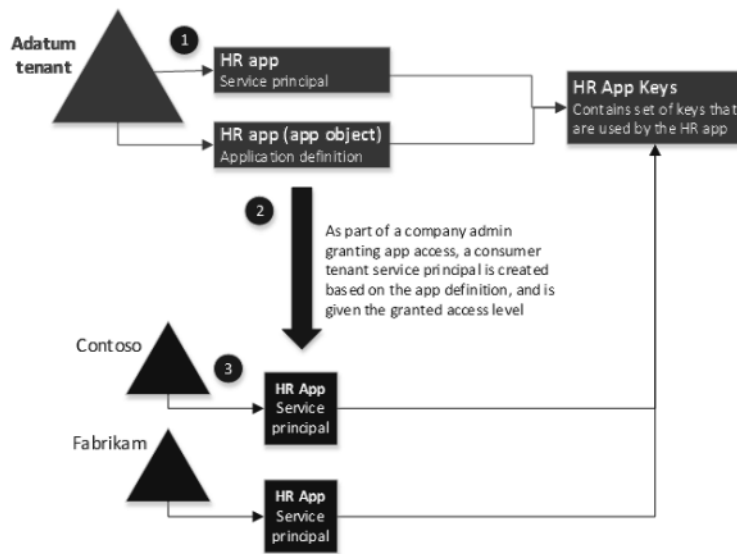 Adatum
tenant
1
HR app
Service principal
HR app (app object)
Application definition
HR App Keys
Contains set of keys that
are used by the HR app
2
As part of a company admin
granting app access, a consumer
tenant service principal is created
based on the app definition, and is
given the granted access level
Contoso
3
HR App
Service
principal
Fabrikam
HR App
Service
principal